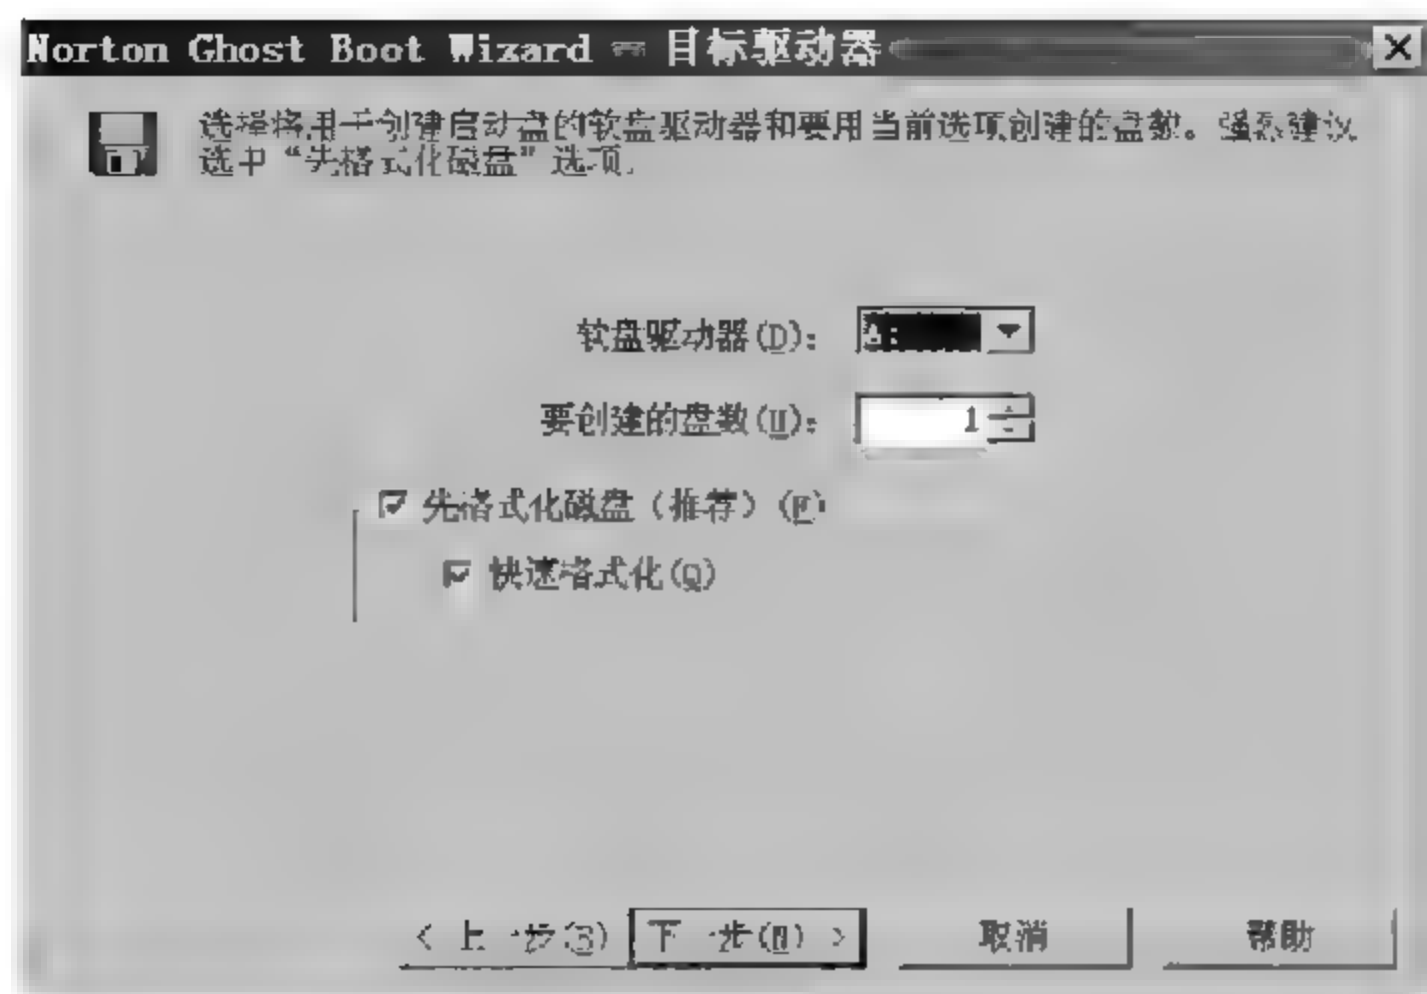 Norton Ghost Boot Wizard — 目标驱动器
选择将用于创建启动盘的软盘驱动器和要用当前选项创建的盘数。强烈建议
选中“先格式化磁盘”选项。
软盘驱动器(D)： A:
要创建的盘数(U)： 1
先格式化磁盘（推荐）(F)
快速格式化(Q)
< 上一步(B) 下一步(N) > 取消 帮助